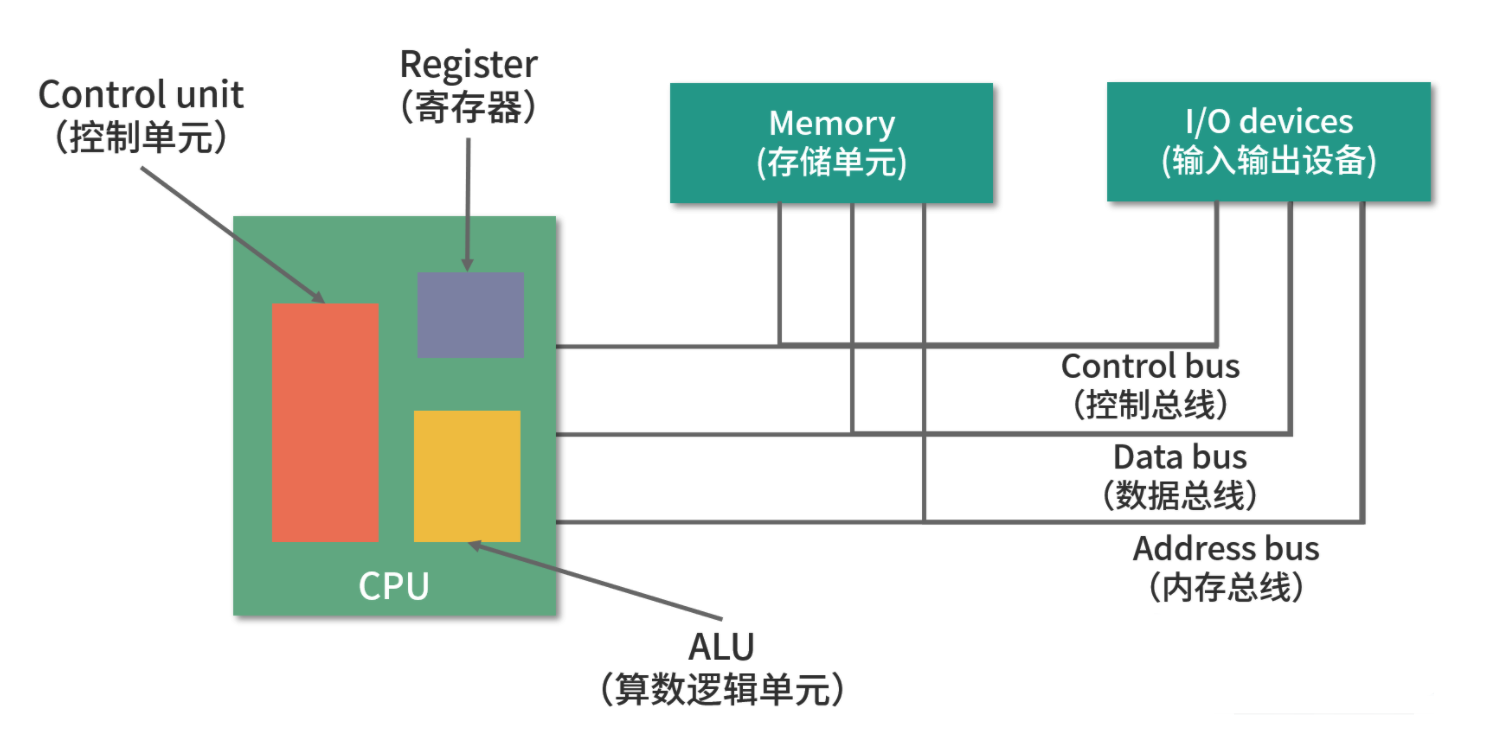 Control unit
（控制单元）
Register
（寄存器）
Memory
(存储单元)
I/O devices
(输入输出设备)
Control bus
（控制总线）
Data bus
（数据总线）
Address bus
（内存总线）
CPU
ALU
（算数逻辑单元）